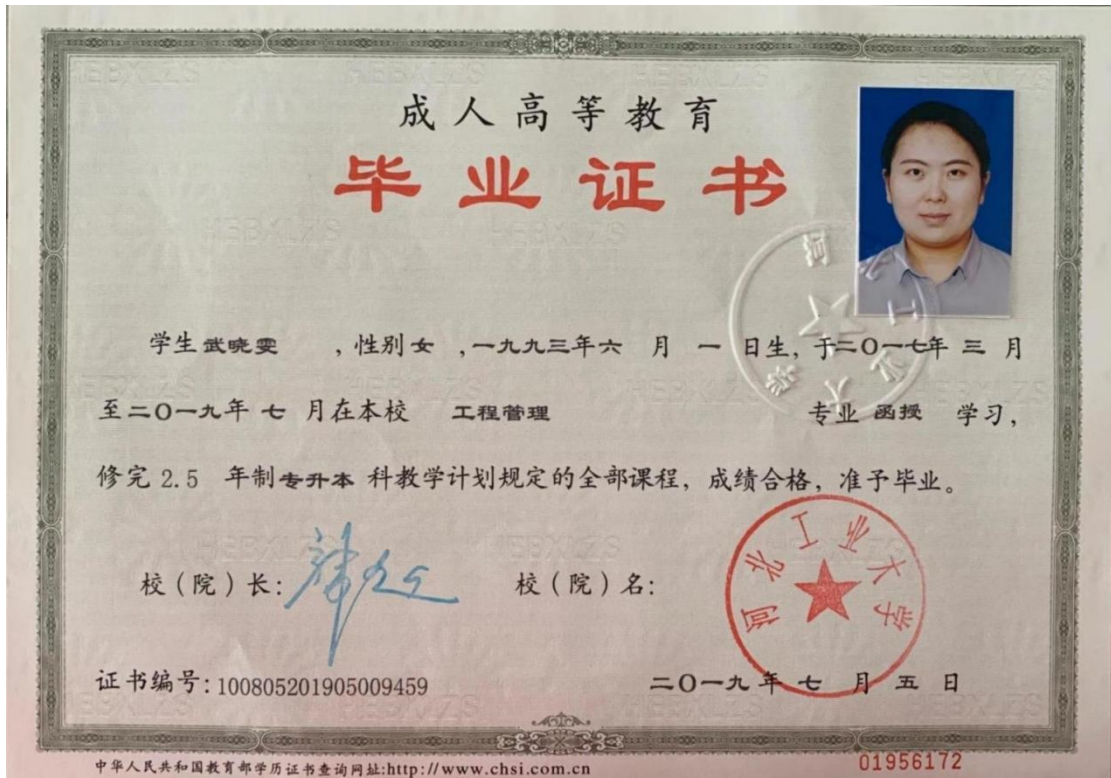 成人高等教育
毕业证书
学生武晓雯 ，性别女 ，一九九三年六 月 一 日生，于二〇一七年 三 月
至二〇一九年 七 月在本校 工程管理 专业 函授 学习，
修完 2.5 年制专升本 科教学计划规定的全部课程，成绩合格，准予毕业。
校（院）长： 校（院）名：
河北工业大学
证书编号：100805201905009459 二〇一九年 七 月 五 日
中华人民共和国教育部学历证书查询网址:http://www.chsi.com.cn 01956172